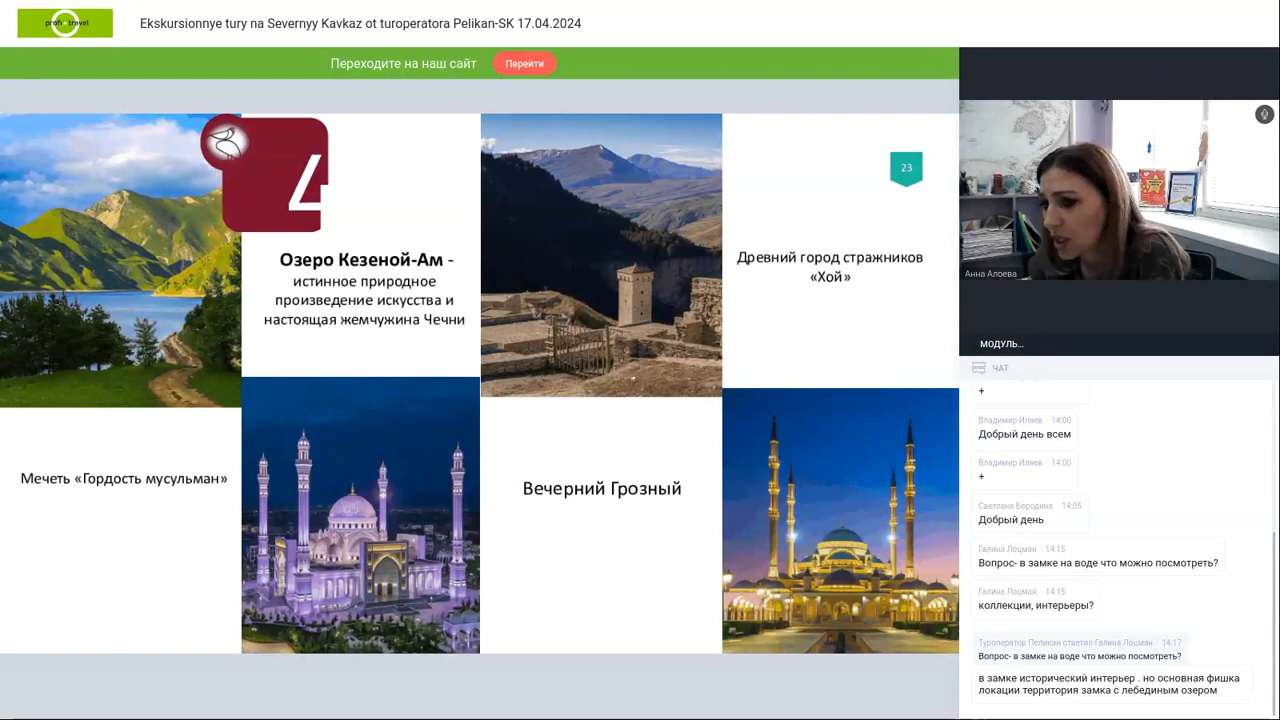 profi travel
Ekskursionnye tury na Severnyy Kavkaz ot turoperatora Pelikan-SK 17.04.2024
Переходите на наш сайт
Перейти
4
Озеро Кезеной-Ам -
истинное природное
произведение искусства и
настоящая жемчужина Чечни
23
Древний город стражников
«Хой»
Мечеть «Гордость мусульман»
Вечерний Грозный
Анна Алоева
МОДУЛЬ...
ЧАТ
+
Владимир Иляев · 14:00
Добрый день всем
Владимир Иляев · 14:00
+
Светлана Бородина · 14:05
Добрый день
Галина Лоцман · 14:15
Вопрос- в замке на воде что можно посмотреть?
Галина Лоцман · 14:15
коллекции, интерьеры?
Туроператор Пеликан ответил Галина Лоцман · 14:17
Вопрос- в замке на воде что можно посмотреть?
в замке исторический интерьер . но основная фишка
локации территория замка с лебединым озером